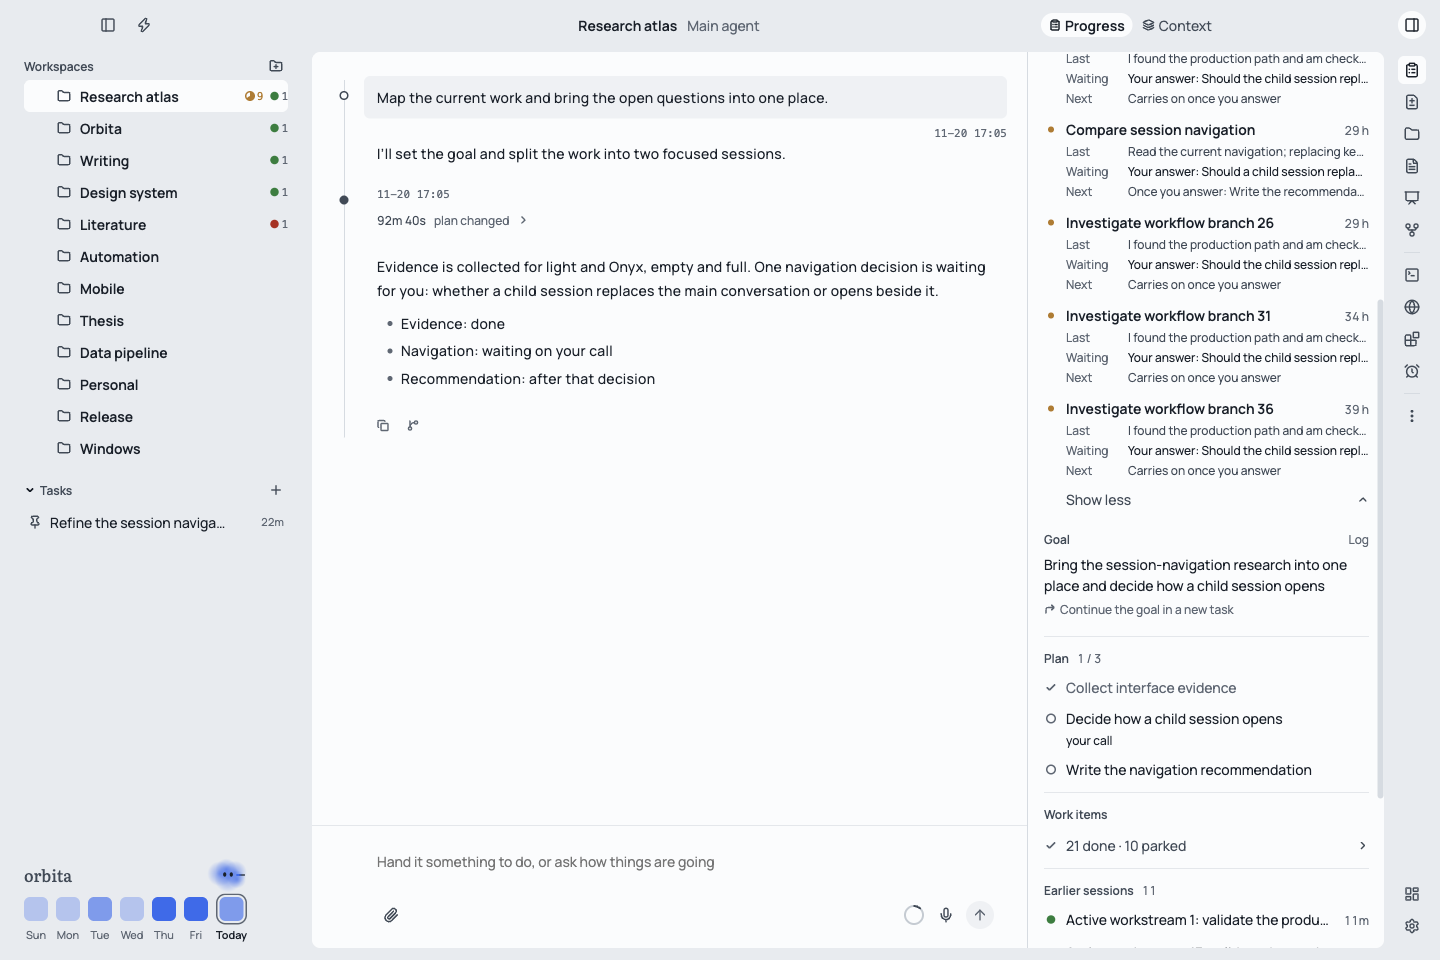 Research atlas Main agent
Progress
Context
Workspaces
Research atlas 9 1
Orbita 1
Writing 1
Design system 1
Literature 1
Automation
Mobile
Thesis
Data pipeline
Personal
Release
Windows
Tasks
Refine the session naviga... 22m
orbita
Sun Mon Tue Wed Thu Fri Today
Map the current work and bring the open questions into one place.
11-20 17:05
I'll set the goal and split the work into two focused sessions.
11-20 17:05
92m 40s plan changed
Evidence is collected for light and Onyx, empty and full. One navigation decision is waiting
for you: whether a child session replaces the main conversation or opens beside it.
Evidence: done
Navigation: waiting on your call
Recommendation: after that decision
Hand it something to do, or ask how things are going
Last I found the production path and am check...
Waiting Your answer: Should the child session repl...
Next Carries on once you answer
Compare session navigation 29 h
Last Read the current navigation; replacing ke...
Waiting Your answer: Should a child session repla...
Next Once you answer: Write the recommenda...
Investigate workflow branch 26 29 h
Last I found the production path and am check...
Waiting Your answer: Should the child session repl...
Next Carries on once you answer
Investigate workflow branch 31 34 h
Last I found the production path and am check...
Waiting Your answer: Should the child session repl...
Next Carries on once you answer
Investigate workflow branch 36 39 h
Last I found the production path and am check...
Waiting Your answer: Should the child session repl...
Next Carries on once you answer
Show less
Goal Log
Bring the session-navigation research into one
place and decide how a child session opens
Continue the goal in a new task
Plan 1 / 3
Collect interface evidence
Decide how a child session opens
your call
Write the navigation recommendation
Work items
21 done · 10 parked
Earlier sessions 11
Active workstream 1: validate the produ... 11m